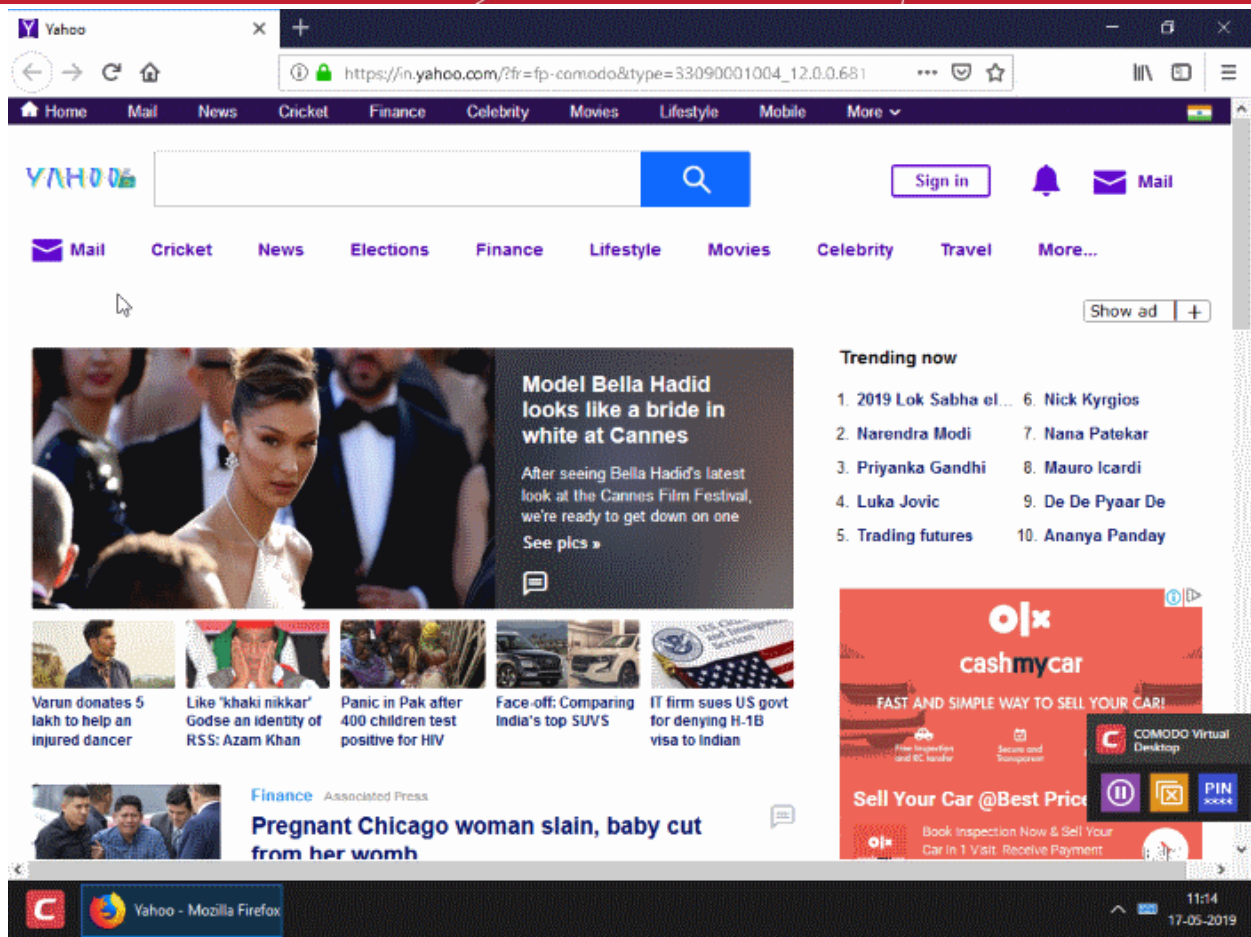 Yahoo
https://in.yahoo.com/?fr=fp-comodo&type=33090001004_12.0.0.681
Home Mail News Cricket Finance Celebrity Movies Lifestyle Mobile More
YAHOO
Sign in
Mail
Mail Cricket News Elections Finance Lifestyle Movies Celebrity Travel More...
Show ad
Model Bella Hadid
looks like a bride in
white at Cannes
After seeing Bella Hadid's latest
look at the Cannes Film Festival,
we're ready to get down on one
See pics »
Trending now
1. 2019 Lok Sabha el...
2. Narendra Modi
3. Priyanka Gandhi
4. Luka Jovic
5. Trading futures
6. Nick Kyrgios
7. Nana Patekar
8. Mauro Icardi
9. De De Pyaar De
10. Ananya Panday
Varun donates 5
lakh to help an
injured dancer
Like 'khaki nikkar'
Godse an identity of
RSS: Azam Khan
Panic in Pak after
400 children test
positive for HIV
Face-off: Comparing
India's top SUVS
IT firm sues US govt
for denying H-1B
visa to Indian
Finance Associated Press
Pregnant Chicago woman slain, baby cut
from her womb
olx
cashmycar
FAST AND SIMPLE WAY TO SELL YOUR CAR!
Free Inspection
and RC transfer
Secure and
Transparent
Sell Your Car @Best Price
olx
Book Inspection Now & Sell Your
Car in 1 Visit. Receive Payment
COMODO Virtual
Desktop
PIN
××××
Yahoo - Mozilla Firefox
11:14
17-05-2019